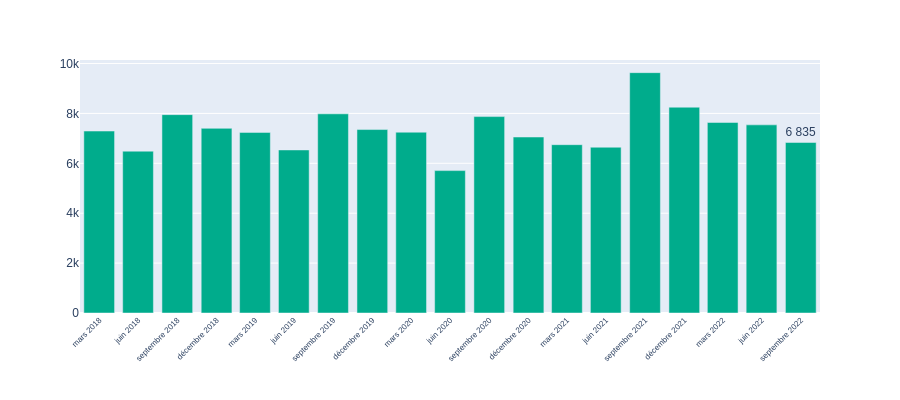 10k
8k
6k
4k
2k
0
6 835
mars 2018
juin 2018
septembre 2018
décembre 2018
mars 2019
juin 2019
septembre 2019
décembre 2019
mars 2020
juin 2020
septembre 2020
décembre 2020
mars 2021
juin 2021
septembre 2021
décembre 2021
mars 2022
juin 2022
septembre 2022